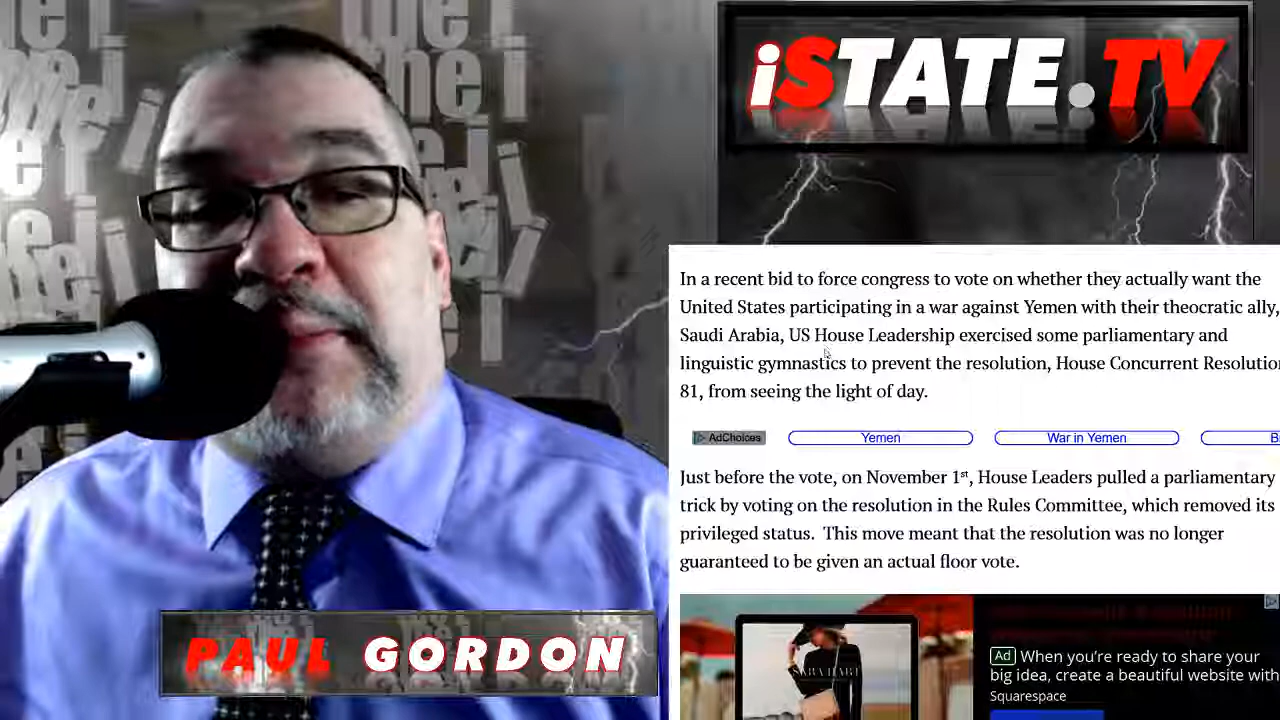 the i
the i
iSTATE.TV
In a recent bid to force congress to vote on whether they actually want the
United States participating in a war against Yemen with their theocratic ally,
Saudi Arabia, US House Leadership exercised some parliamentary and
linguistic gymnastics to prevent the resolution, House Concurrent Resolution
81, from seeing the light of day.
AdChoices
Yemen
War in Yemen
B
Just before the vote, on November 1st, House Leaders pulled a parliamentary
trick by voting on the resolution in the Rules Committee, which removed its
privileged status. This move meant that the resolution was no longer
guaranteed to be given an actual floor vote.
PAUL GORDON
SARA HART
Ad When you're ready to share your
big idea, create a beautiful website with
Squarespace